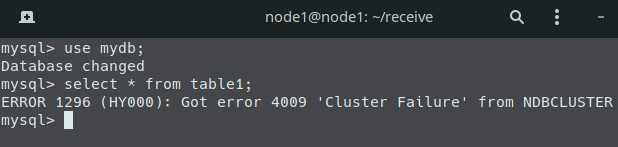 node1@node1: ~/receive
mysql> use mydb;
Database changed
mysql> select * from table1;
ERROR 1296 (HY000): Got error 4009 'Cluster Failure' from NDBCLUSTER
mysql>